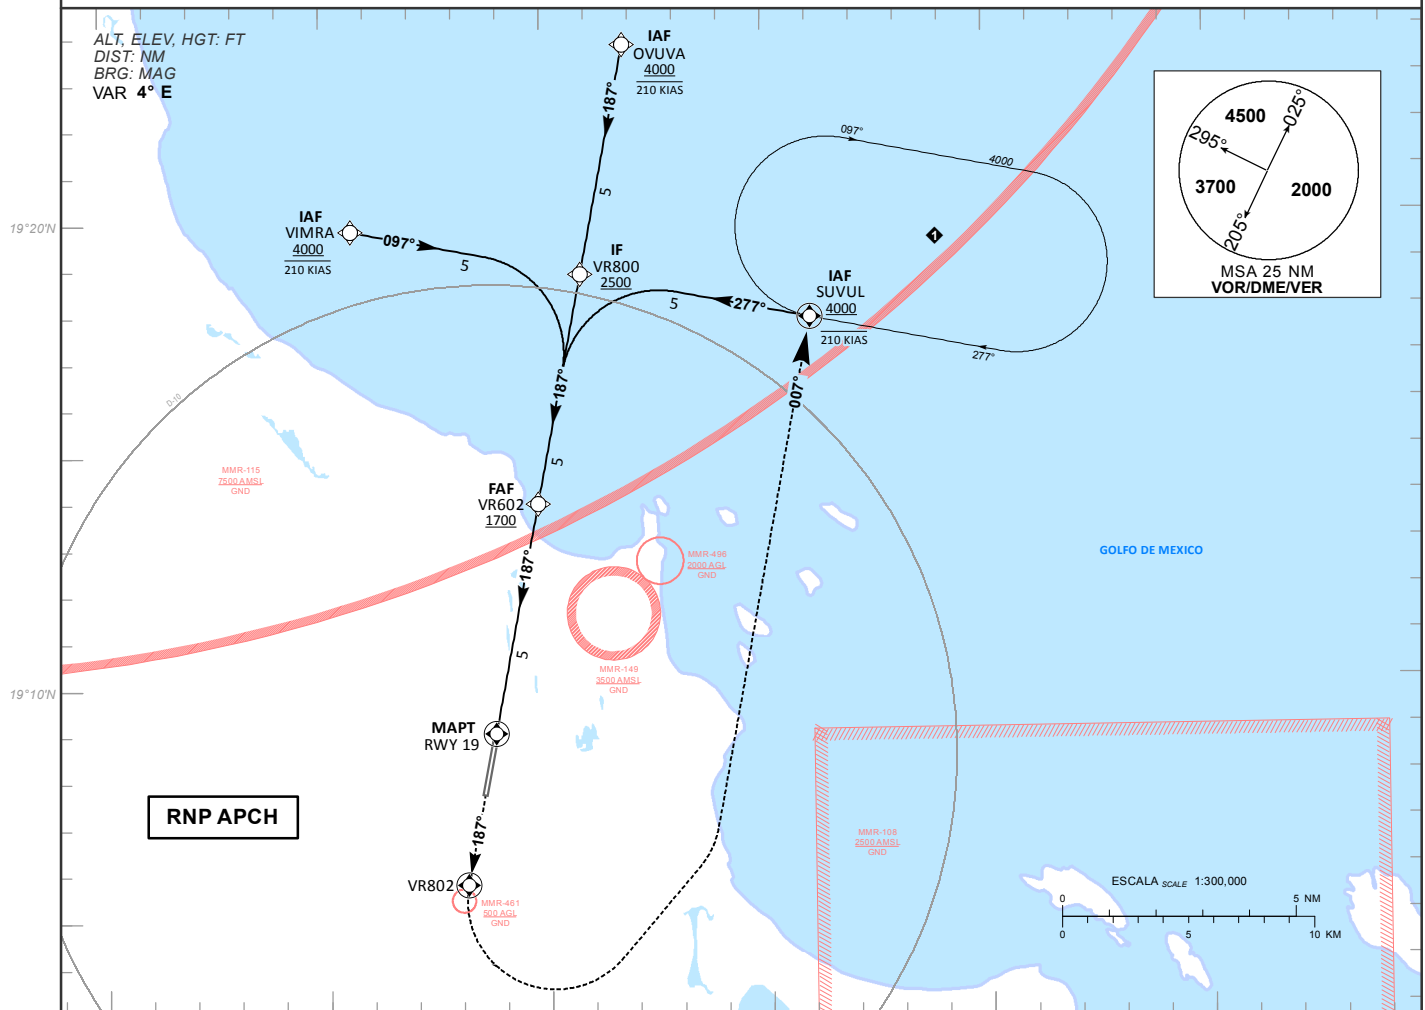 ALT, ELEV, HGT: FT
DIST: NM
BRG: MAG
VAR 4° E
IAF
OVUVA
4000
210 KIAS
187°
5
097°
4000
277°
1
4500
025°
295°
3700
2000
205°
MSA 25 NM
VOR/DME/VER
19°20'N
IAF
VIMRA
4000
210 KIAS
097°
5
IF
VR800
2500
5
277°
IAF
SUVUL
4000
210 KIAS
007°
187°
5
D-10
MMR-115
7500 AMSL
GND
FAF
VR602
1700
187°
5
MMR-496
2000 AGL
GND
GOLFO DE MEXICO
MMR-149
3500 AMSL
GND
19°10'N
MAPT
RWY 19
RNP APCH
187°
VR802
MMR-461
500 AGL
GND
MMR-108
2500 AMSL
GND
ESCALA SCALE 1:300,000
0 5 NM
0 5 10 KM